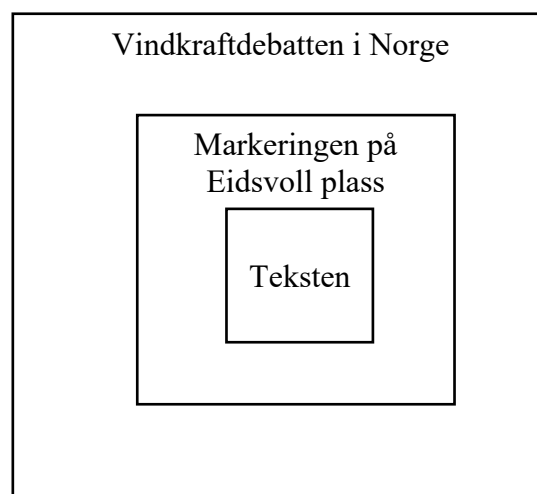 Vindkraftdebatten i Norge
Markeringen på
Eidsvoll plass
Teksten